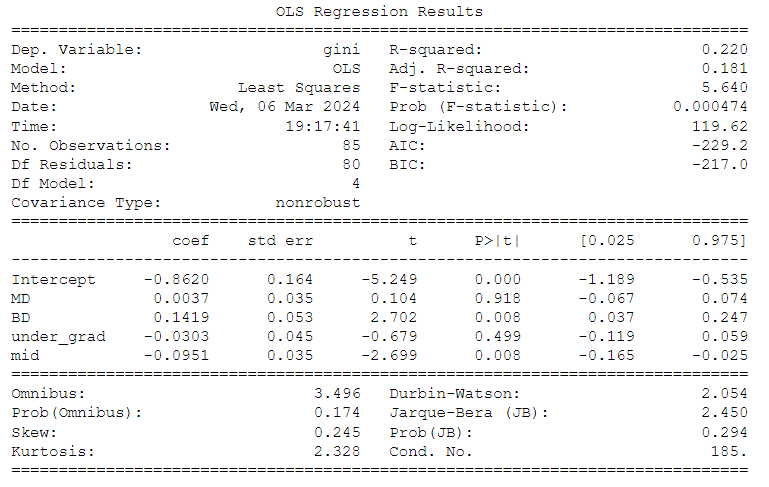 OLS Regression Results
==============================================================================
Dep. Variable:                   gini   R-squared:                       0.220
Model:                            OLS   Adj. R-squared:                  0.181
Method:                 Least Squares   F-statistic:                     5.640
Date:                Wed, 06 Mar 2024   Prob (F-statistic):           0.000474
Time:                        19:17:41   Log-Likelihood:                 119.62
No. Observations:                  85   AIC:                            -229.2
Df Residuals:                      80   BIC:                            -217.0
Df Model:                           4
Covariance Type:            nonrobust
==============================================================================
                 coef    std err          t      P>|t|      [0.025      0.975]
------------------------------------------------------------------------------
Intercept     -0.8620      0.164     -5.249      0.000      -1.189      -0.535
MD             0.0037      0.035      0.104      0.918      -0.067       0.074
BD             0.1419      0.053      2.702      0.008       0.037       0.247
under_grad    -0.0303      0.045     -0.679      0.499      -0.119       0.059
mid           -0.0951      0.035     -2.699      0.008      -0.165      -0.025
==============================================================================
Omnibus:                        3.496   Durbin-Watson:                   2.054
Prob(Omnibus):                  0.174   Jarque-Bera (JB):                2.450
Skew:                           0.245   Prob(JB):                        0.294
Kurtosis:                       2.328   Cond. No.                         185.
==============================================================================